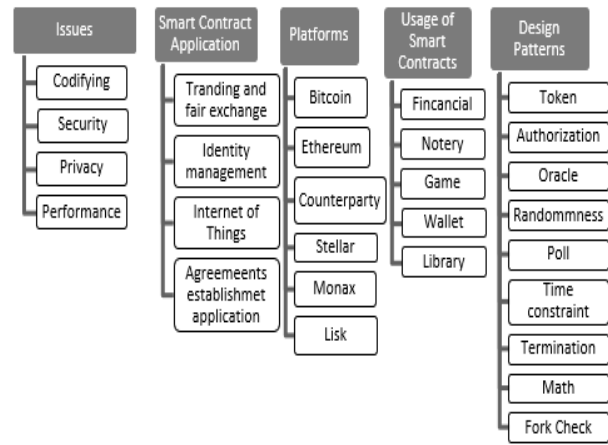 Issues
Codifying
Security
Privacy
Performance
Smart Contract
Application
Tranding and
fair exchange
Identity
management
Internet of
Things
Agreemeents
establishmet
application
Platforms
Bitcoin
Ethereum
Counterparty
Stellar
Monax
Lisk
Usage of
Smart
Contracts
Fincancial
Notery
Game
Wallet
Library
Design
Patterns
Token
Authorization
Oracle
Randommness
Poll
Time
constraint
Termination
Math
Fork Check